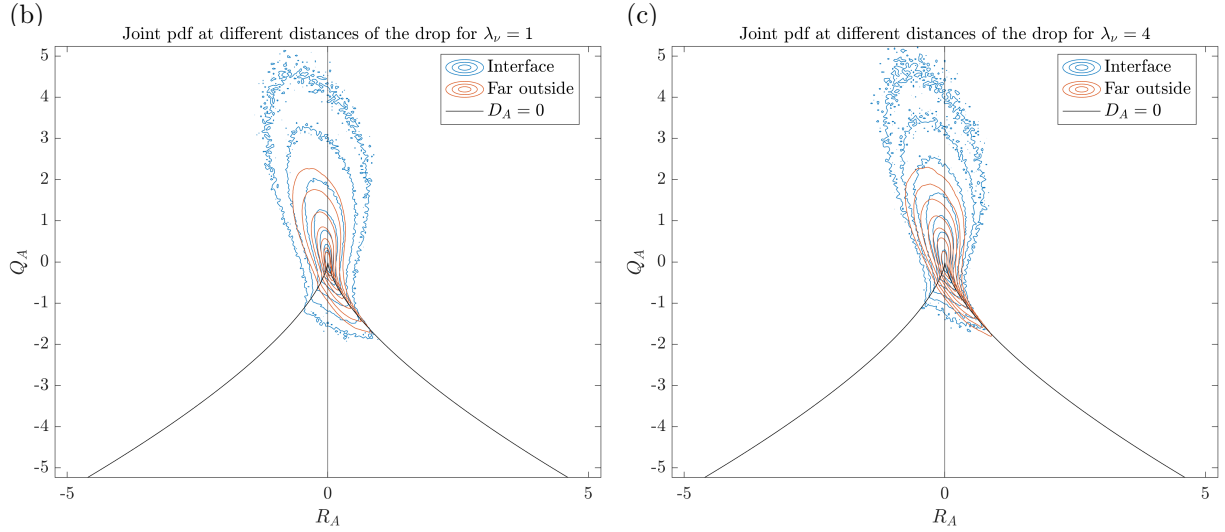 (b)
Joint pdf at different distances of the drop for λ_ν = 1
Interface
Far outside
D_A = 0
5
4
3
2
1
0
-1
-2
-3
-4
-5
Q_A
-5
0
5
R_A
(c)
Joint pdf at different distances of the drop for λ_ν = 4
Interface
Far outside
D_A = 0
5
4
3
2
1
0
-1
-2
-3
-4
-5
Q_A
-5
0
5
R_A